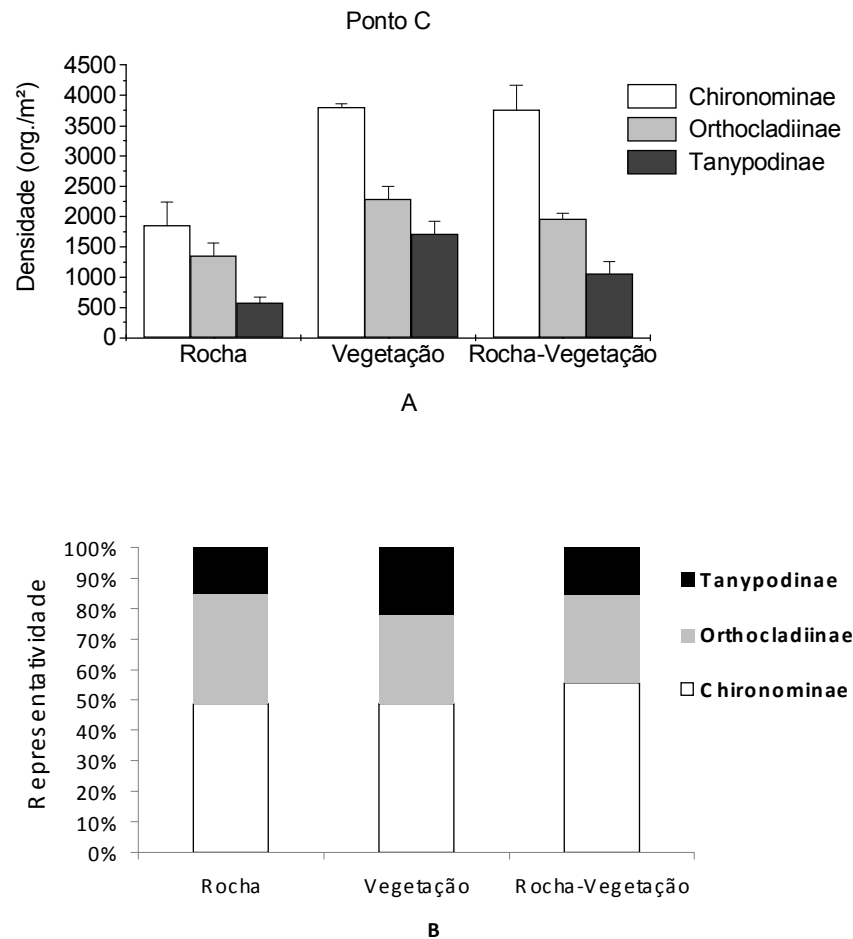 Ponto C
Densidade (org./m²)
4500
4000
3500
3000
2500
2000
1500
1000
500
0
Chironominae
Orthocladiinae
Tanypodinae
Rocha
Vegetação
Rocha-Vegetação
A
Representatividade
100%
90%
80%
70%
60%
50%
40%
30%
20%
10%
0%
Tanypodinae
Orthocladiinae
Chironominae
Rocha
Vegetação
Rocha-Vegetação
B